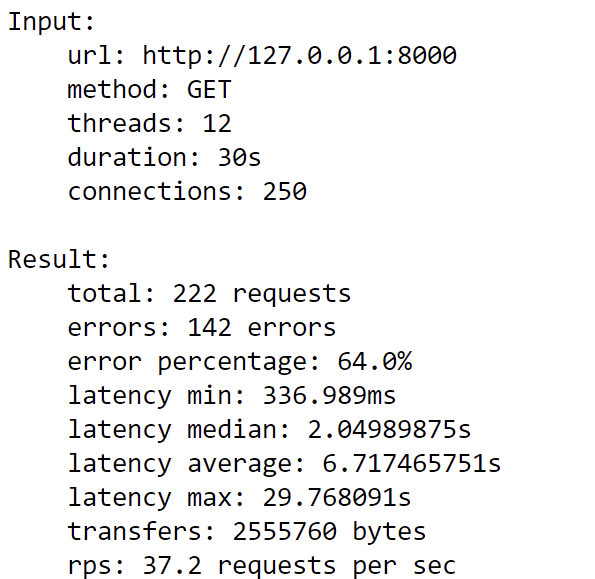 Input:
url: http://127.0.0.1:8000
method: GET
threads: 12
duration: 30s
connections: 250
Result:
total: 222 requests
errors: 142 errors
error percentage: 64.0%
latency min: 336.989ms
latency median: 2.04989875s
latency average: 6.717465751s
latency max: 29.768091s
transfers: 2555760 bytes
rps: 37.2 requests per sec